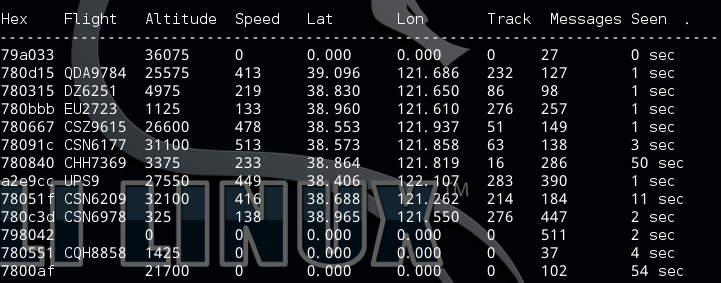 Hex Flight Altitude Speed Lat Lon Track Messages Seen .
--------------------------------------------------------------------------------
79a033 36075 0 0.000 0.000 0 27 0 sec
780d15 QDA9784 25575 413 39.096 121.686 232 127 1 sec
780315 DZ6251 4975 219 38.830 121.650 86 98 1 sec
780bbb EU2723 1125 133 38.960 121.610 276 257 1 sec
780667 CSZ9615 26600 478 38.553 121.937 51 149 1 sec
78091c CSN6177 31100 513 38.573 121.858 63 138 3 sec
780840 CHH7369 3375 233 38.864 121.819 16 286 50 sec
a2e9cc UPS9 27550 449 38.406 122.107 283 390 1 sec
78051f CSN6209 32100 416 38.688 121.262 214 184 11 sec
780c3d CSN6978 325 138 38.965 121.550 276 447 2 sec
798042 0 0 0.000 0.000 0 511 2 sec
780551 CQH8858 1425 0 0.000 0.000 0 37 4 sec
7800af 21700 0 0.000 0.000 0 102 54 sec
LI LINUX TM